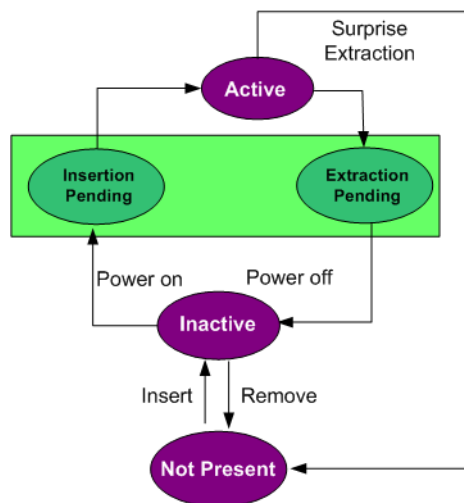 Surprise
Extraction
Active
Insertion
Pending
Extraction
Pending
Power on
Power off
Inactive
Insert
Remove
Not Present